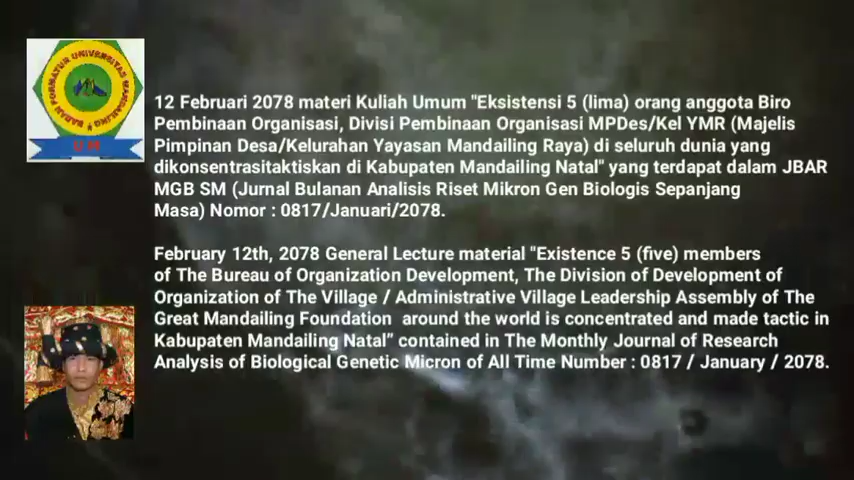 BADAN FORMATUR UNIVERSITAS MANDAILING
U M
12 Februari 2078 materi Kuliah Umum "Eksistensi 5 (lima) orang anggota Biro
Pembinaan Organisasi, Divisi Pembinaan Organisasi MPDes/Kel YMR (Majelis
Pimpinan Desa/Kelurahan Yayasan Mandailing Raya) di seluruh dunia yang
dikonsentrasitaktiskan di Kabupaten Mandailing Natal" yang terdapat dalam JBAR
MGB SM (Jurnal Bulanan Analisis Riset Mikron Gen Biologis Sepanjang
Masa) Nomor : 0817/Januari/2078.
February 12th, 2078 General Lecture material "Existence 5 (five) members
of The Bureau of Organization Development, The Division of Development of
Organization of The Village / Administrative Village Leadership Assembly of The
Great Mandailing Foundation around the world is concentrated and made tactic in
Kabupaten Mandailing Natal" contained in The Monthly Journal of Research
Analysis of Biological Genetic Micron of All Time Number : 0817 / January / 2078.